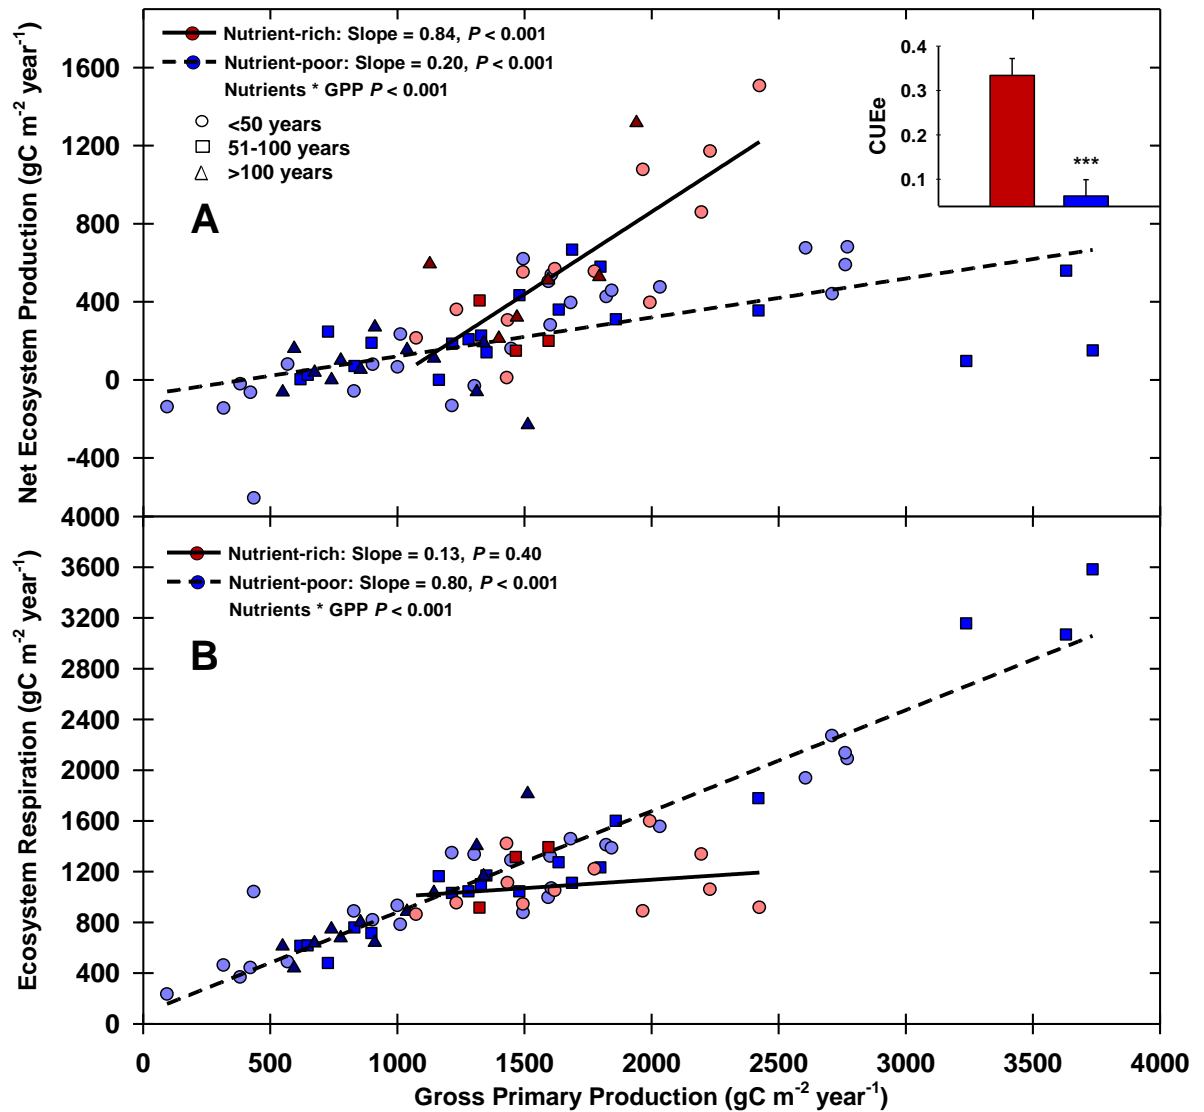 Nutrient-rich: Slope = 0.84, P < 0.001
Nutrient-poor: Slope = 0.20, P < 0.001
Nutrients * GPP P < 0.001
<50 years
51-100 years
>100 years
A
Net Ecosystem Production (gC m-2 year-1)
1600
1200
800
400
0
-400
CUEe
0.4
0.3
0.2
0.1
***
4000
3600
3200
2800
2400
2000
1600
1200
800
400
0
Nutrient-rich: Slope = 0.13, P = 0.40
Nutrient-poor: Slope = 0.80, P < 0.001
Nutrients * GPP P < 0.001
B
Ecosystem Respiration (gC m-2 year-1)
0 500 1000 1500 2000 2500 3000 3500 4000
Gross Primary Production (gC m-2 year-1)